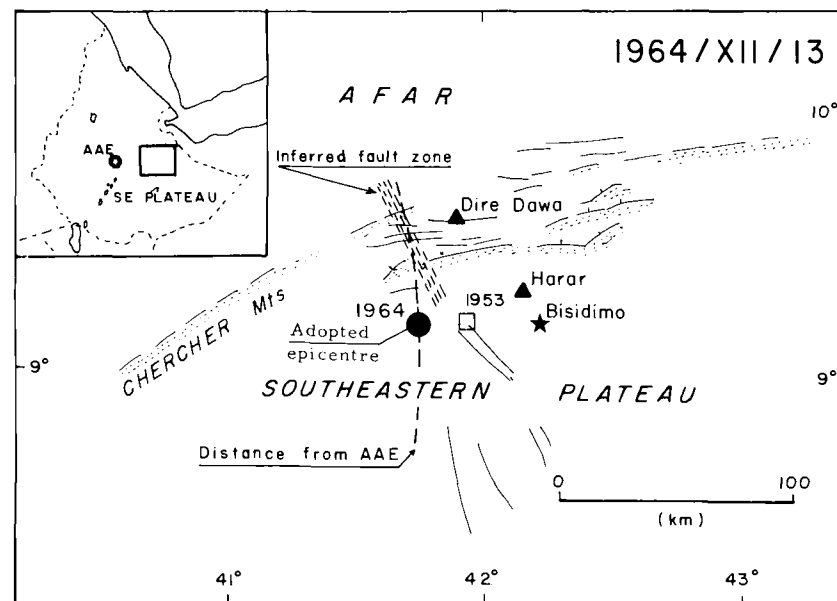 1964/XII/13
AFAR
10°
AAE
SE PLATEAU
Inferred fault zone
Dire Dawa
Harar
1953
Bisidimo
1964
Adopted
epicentre
CHERCHER Mts
9°
9°
SOUTHEASTERN PLATEAU
Distance from AAE
0 100
(km)
41° 42° 43°